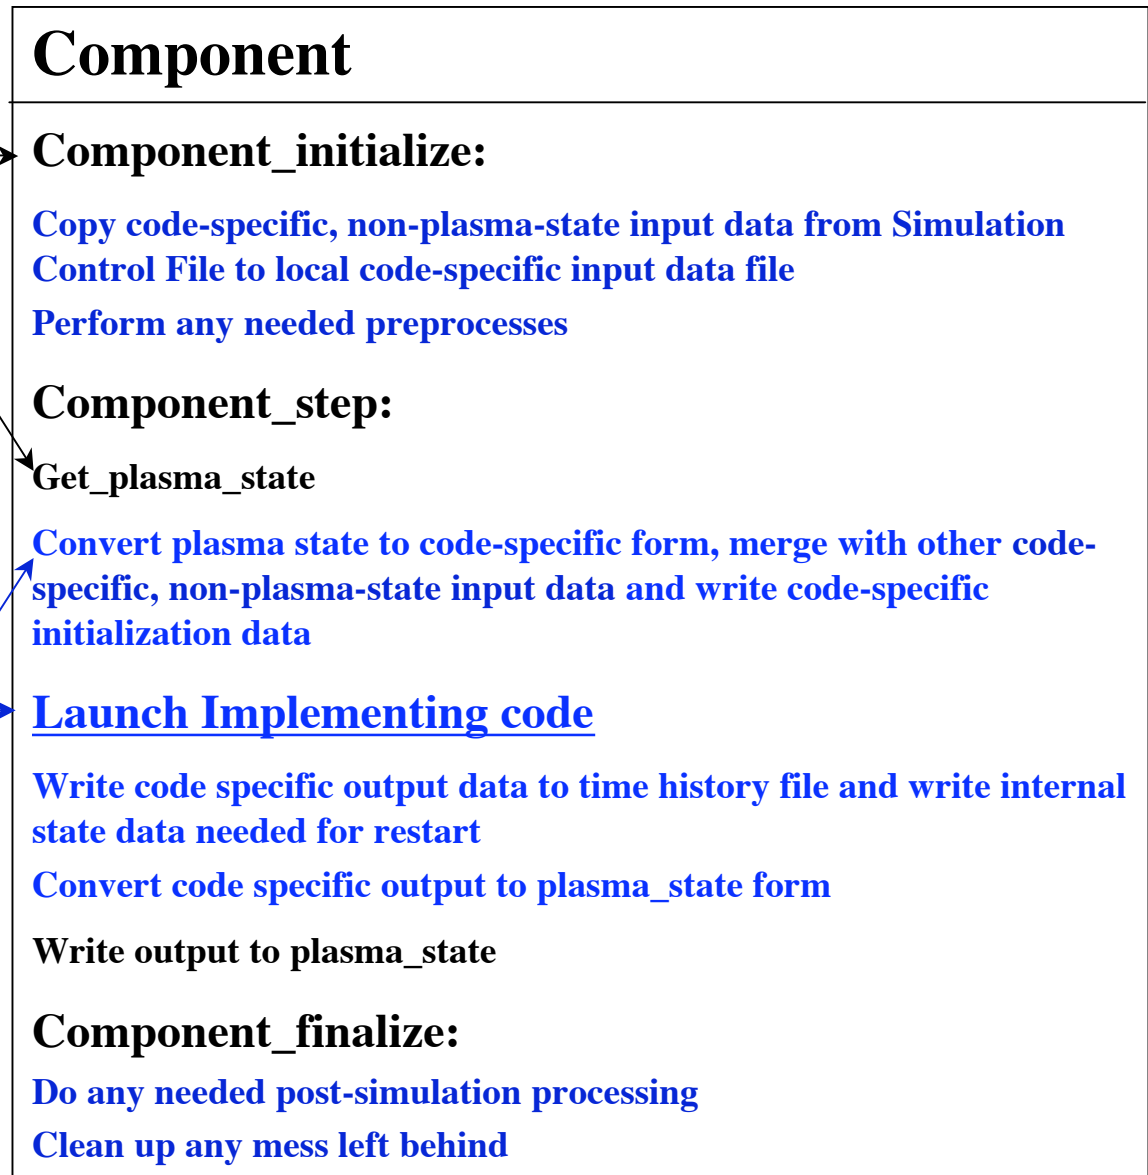 Component
Component_initialize:
Copy code-specific, non-plasma-state input data from Simulation
Control File to local code-specific input data file
Perform any needed preprocesses
Component_step:
Get_plasma_state
Convert plasma state to code-specific form, merge with other code-
specific, non-plasma-state input data and write code-specific
initialization data
Launch Implementing code
Write code specific output data to time history file and write internal
state data needed for restart
Convert code specific output to plasma_state form
Write output to plasma_state
Component_finalize:
Do any needed post-simulation processing
Clean up any mess left behind